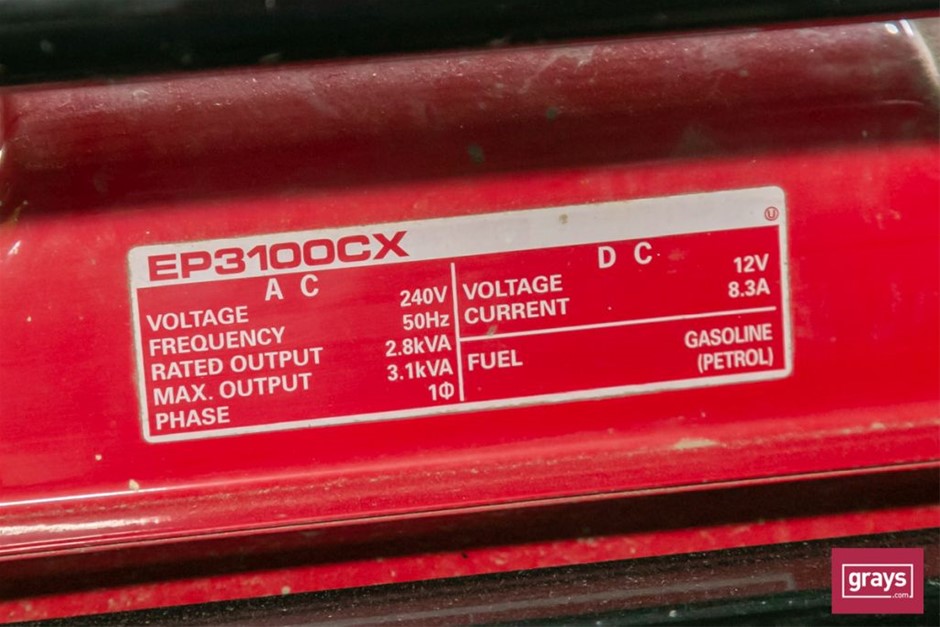 EP3100CX
Ⓤ
A C
VOLTAGE 240V
FREQUENCY 50Hz
RATED OUTPUT 2.8kVA
MAX. OUTPUT 3.1kVA
PHASE 1Φ
D C
VOLTAGE 12V
CURRENT 8.3A
FUEL GASOLINE
(PETROL)
grays
.com